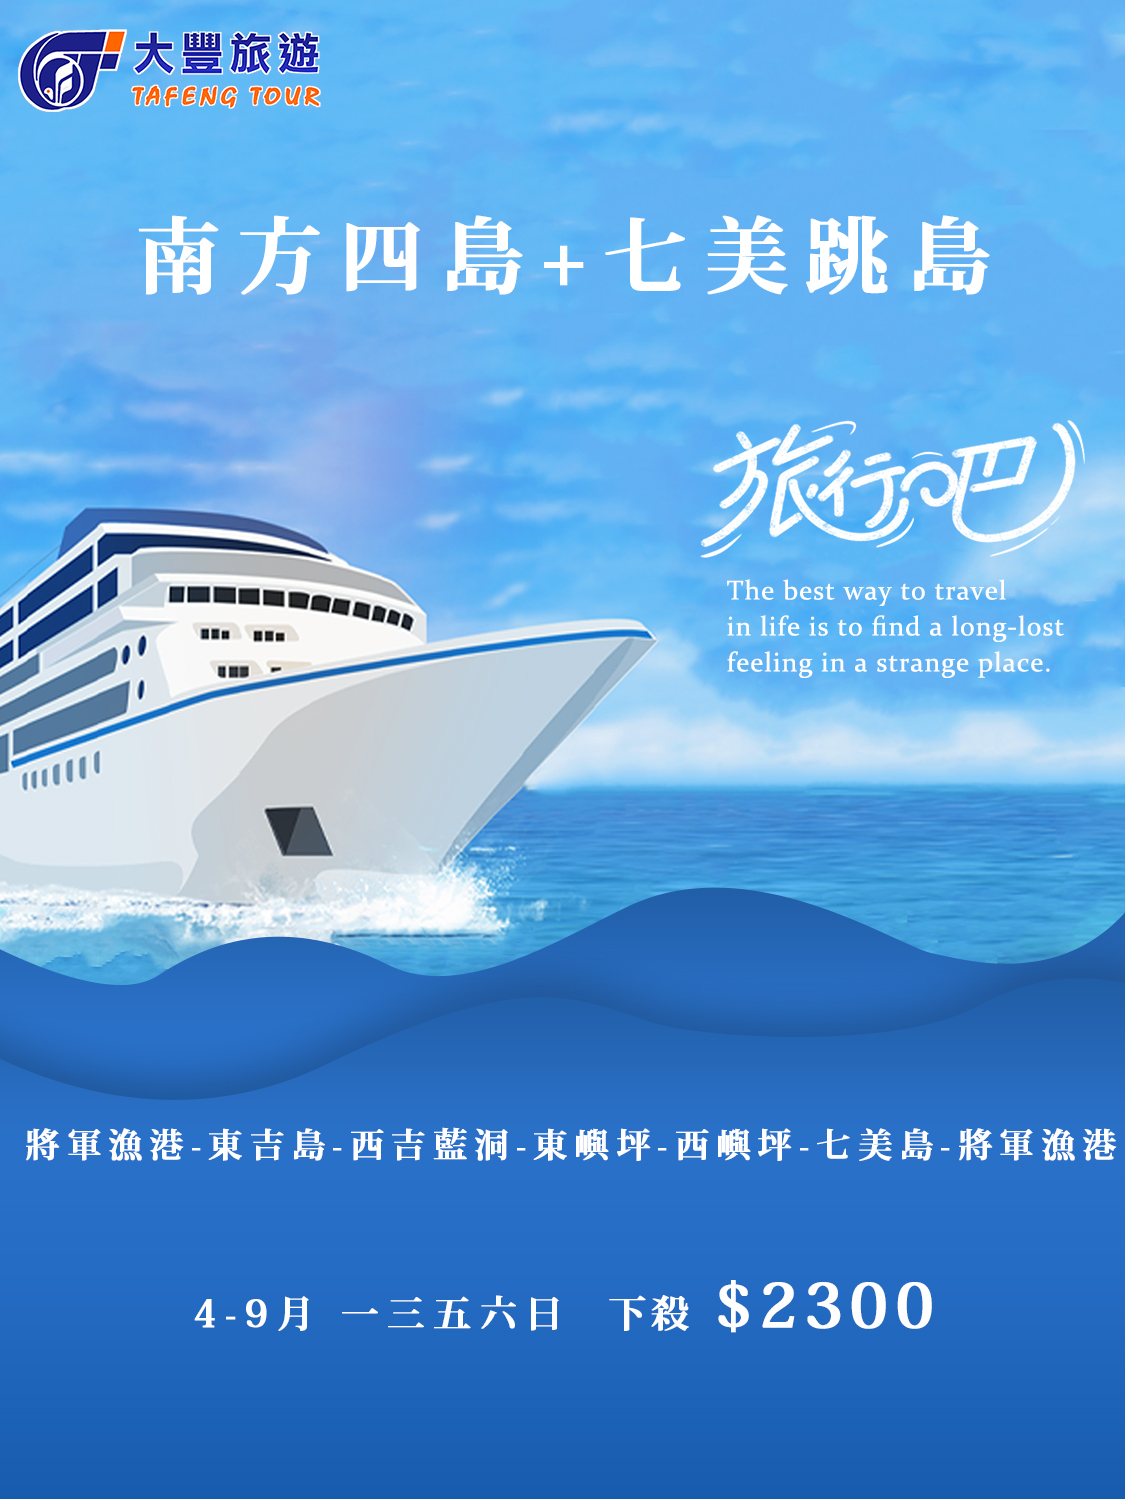 大豐旅遊
TAFENG TOUR
南方四島+七美跳島
旅行吧
The best way to travel
in life is to find a long-lost
feeling in a strange place.
將軍漁港-東吉島-西吉藍洞-東嶼坪-西嶼坪-七美島-將軍漁港
4-9月 一三五六日 下殺 $2300